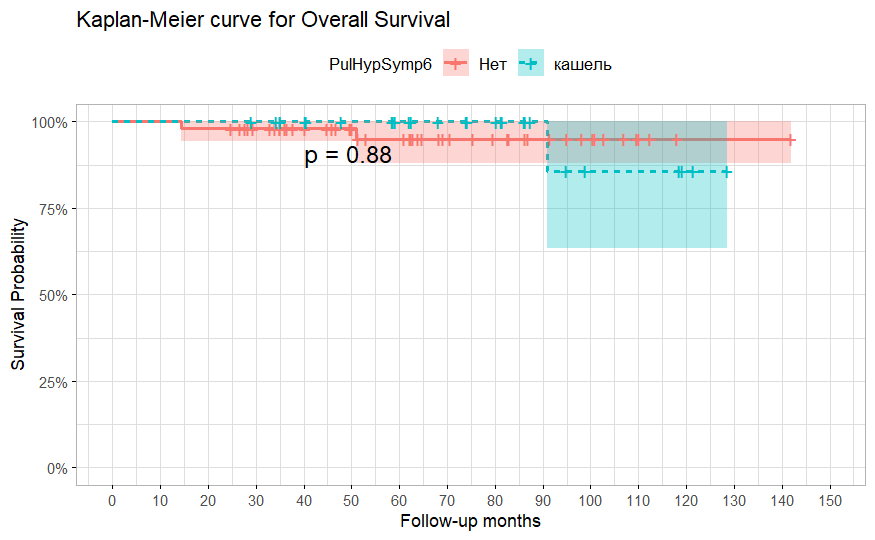 Kaplan-Meier curve for Overall Survival
PulHypSymp6 Нет кашель
100%
75%
50%
25%
0%
Survival Probability
p = 0.88
0 10 20 30 40 50 60 70 80 90 100 110 120 130 140 150
Follow-up months